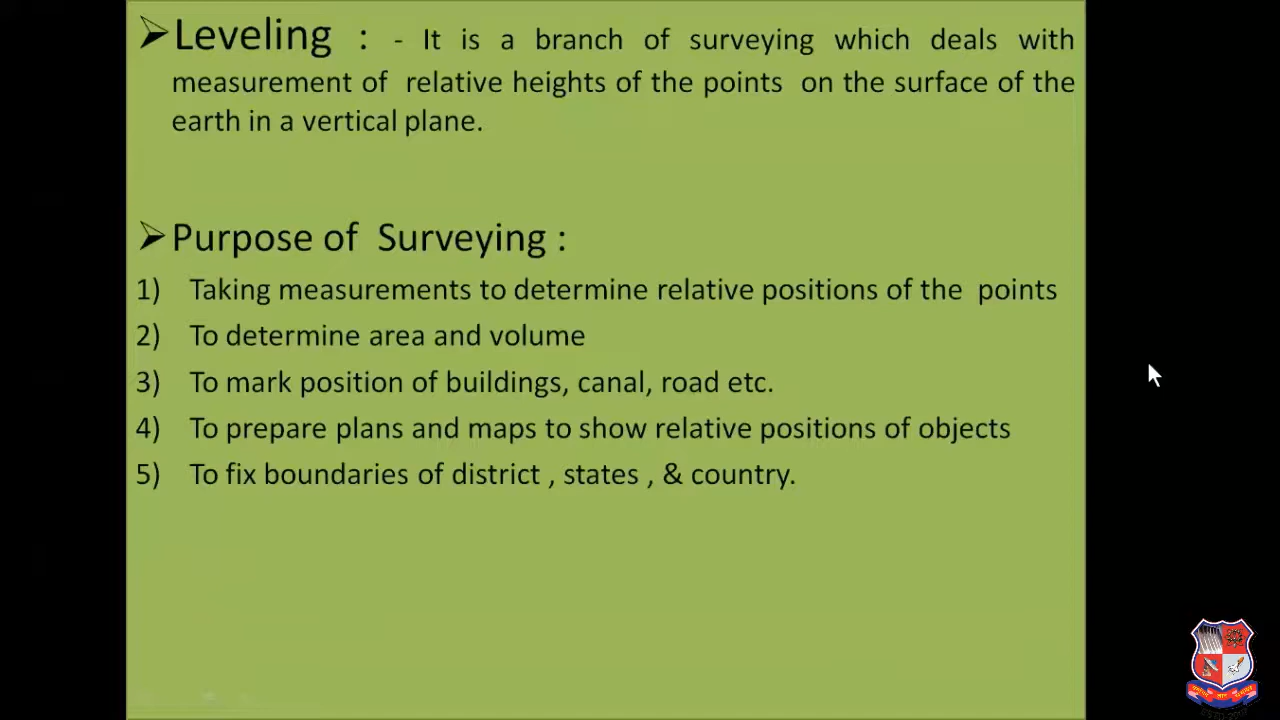 ➢Leveling : - It is a branch of surveying which deals with
measurement of relative heights of the points on the surface of the
earth in a vertical plane.
➢Purpose of Surveying :
1) Taking measurements to determine relative positions of the points
2) To determine area and volume
3) To mark position of buildings, canal, road etc.
4) To prepare plans and maps to show relative positions of objects
5) To fix boundaries of district , states , & country.